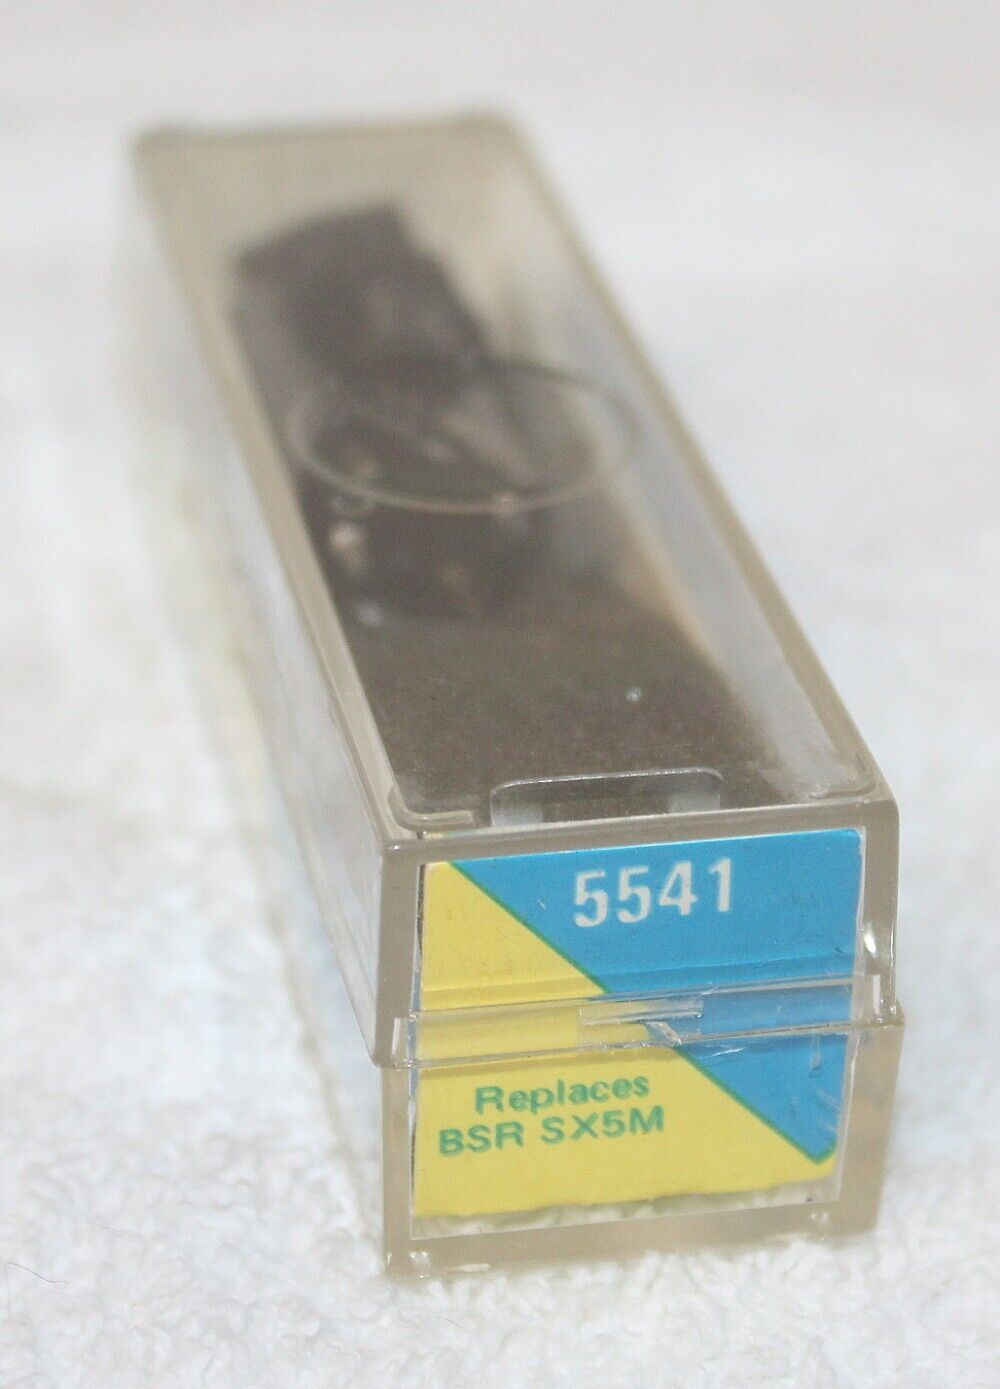 5541
Replaces
BSR SX5M